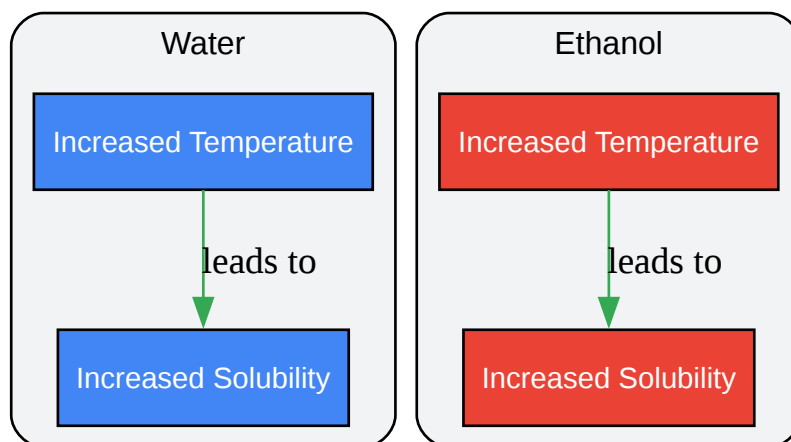 Water
Increased Temperature
leads to
Increased Solubility
Ethanol
Increased Temperature
leads to
Increased Solubility